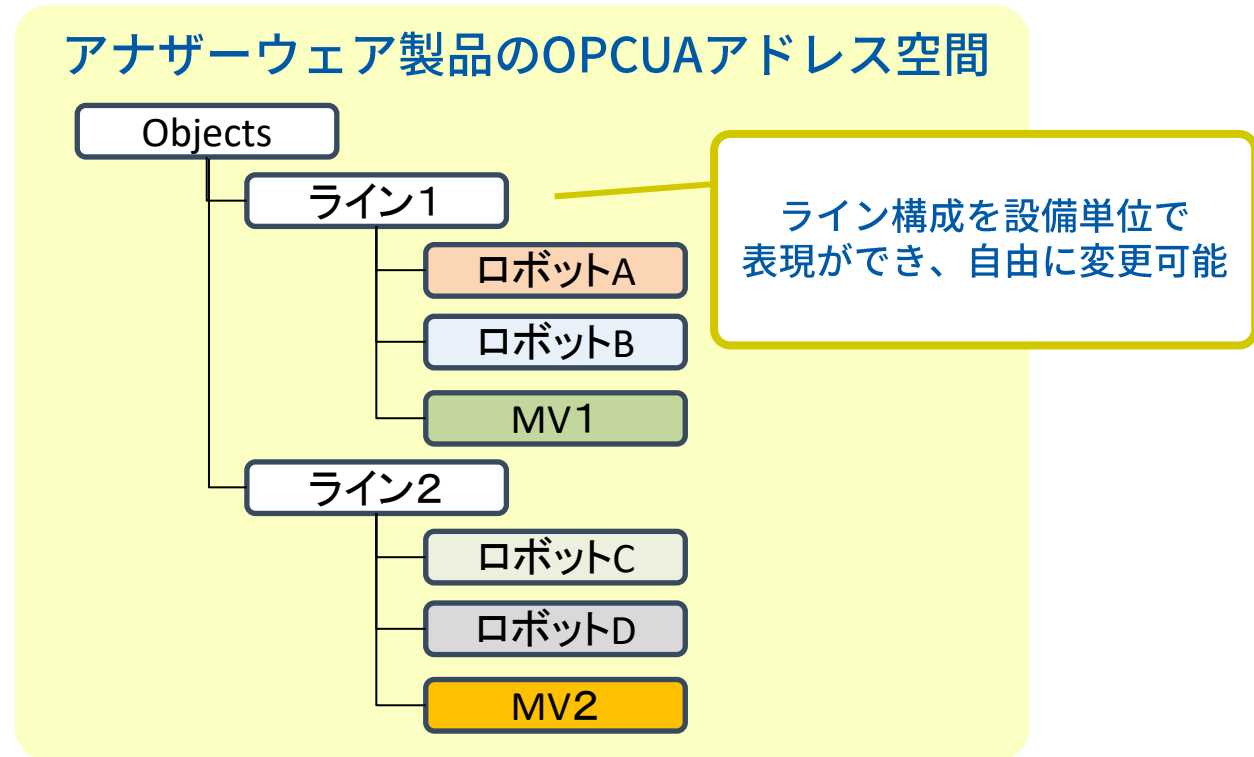 アナザーウェア製品のOPCUAアドレス空間
Objects
ライン１
ロボットA
ロボットB
MV１
ライン２
ロボットC
ロボットD
MV２
ライン構成を設備単位で
表現ができ、自由に変更可能